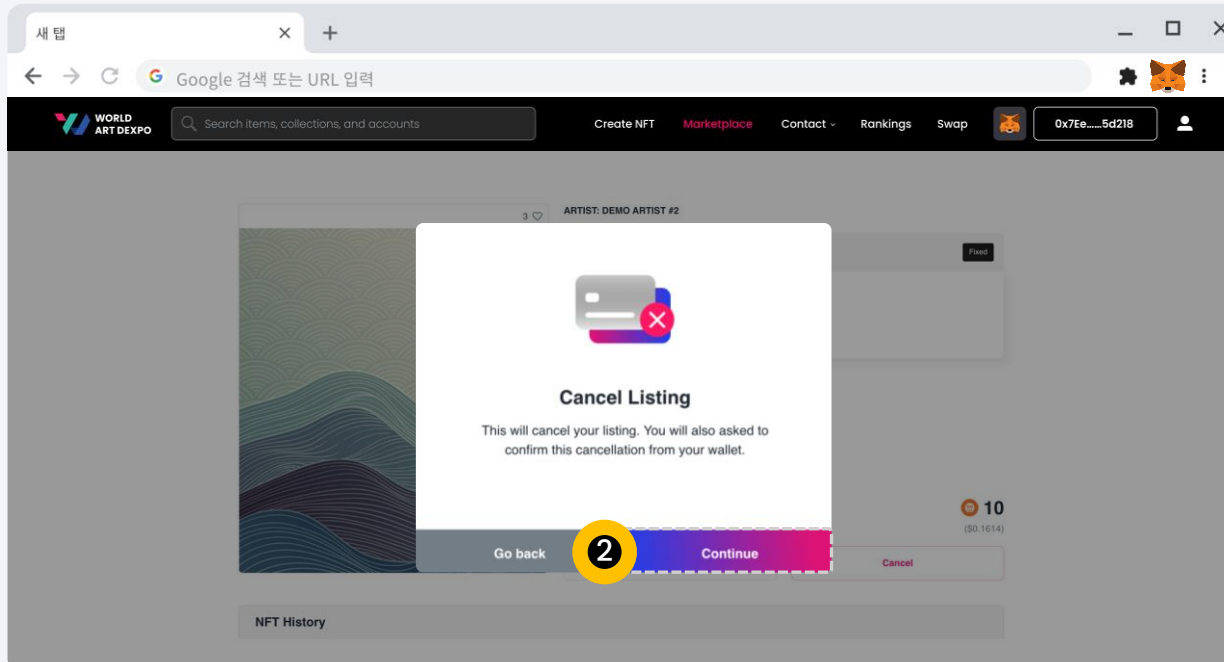 새 탭
Google 검색 또는 URL 입력
WORLD
ART DEXPO
Search items, collections, and accounts
Create NFT
Marketplace
Contact
Rankings
Swap
0x7Ee......5d218
3
ARTIST: DEMO ARTIST #2
Fixed
Cancel Listing
This will cancel your listing. You will also asked to
confirm this cancellation from your wallet.
10
($0.1614)
Go back
2
Continue
Cancel
NFT History